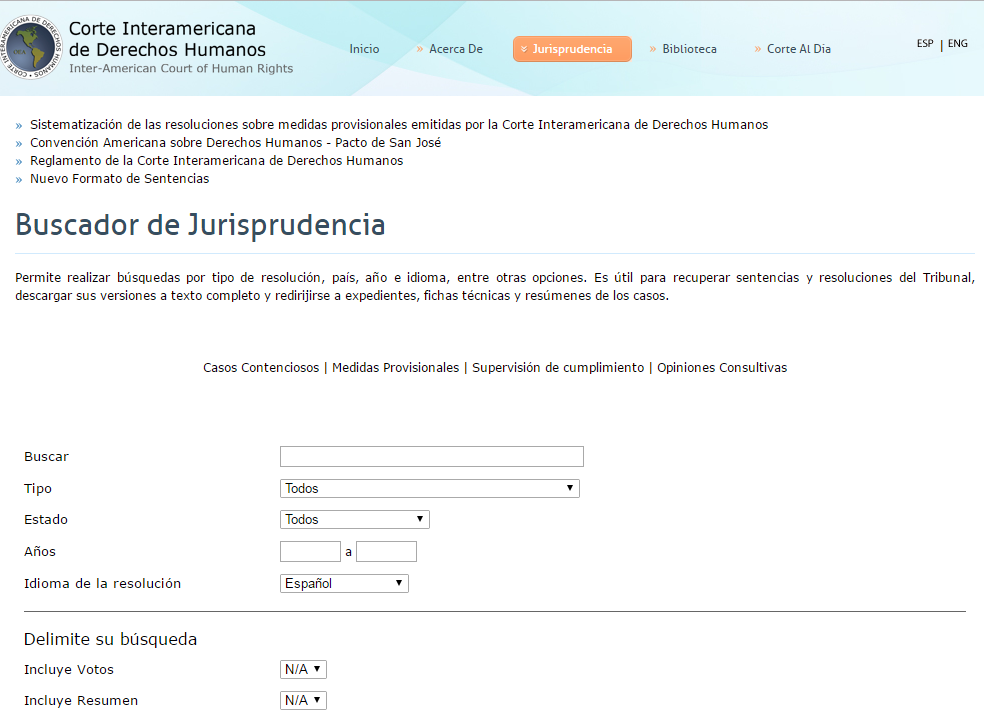 CORTE INTERAMERICANA DE DERECHOS HUMANOS
OEA
Corte Interamericana
de Derechos Humanos
Inter-American Court of Human Rights
Inicio » Acerca De » Jurisprudencia » Biblioteca » Corte Al Dia
ESP | ENG
» Sistematización de las resoluciones sobre medidas provisionales emitidas por la Corte Interamericana de Derechos Humanos
» Convención Americana sobre Derechos Humanos - Pacto de San José
» Reglamento de la Corte Interamericana de Derechos Humanos
» Nuevo Formato de Sentencias
Buscador de Jurisprudencia
Permite realizar búsquedas por tipo de resolución, país, año e idioma, entre otras opciones. Es útil para recuperar sentencias y resoluciones del Tribunal,
descargar sus versiones a texto completo y redirijirse a expedientes, fichas técnicas y resúmenes de los casos.
Casos Contenciosos | Medidas Provisionales | Supervisión de cumplimiento | Opiniones Consultivas
Buscar
Tipo Todos
Estado Todos
Años a
Idioma de la resolución Español
Delimite su búsqueda
Incluye Votos N/A
Incluye Resumen N/A